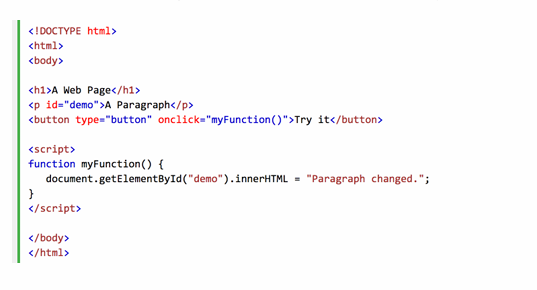 <!DOCTYPE html>
<html>
<body>
<h1>A Web Page</h1>
<p id="demo">A Paragraph</p>
<button type="button" onclick="myFunction()">Try it</button>
<script>
function myFunction() {
document.getElementById("demo").innerHTML = "Paragraph changed.";
}
</script>
</body>
</html>